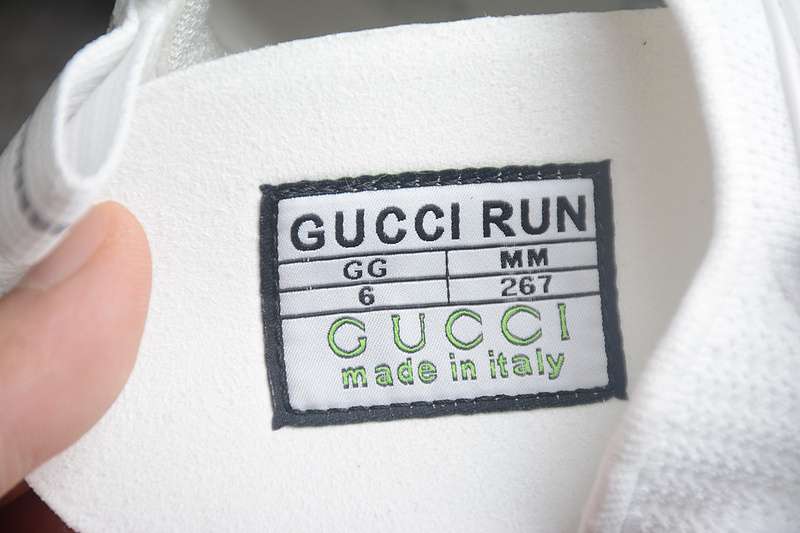 GUCCI RUN
GG MM
6 267
GUCCI
made in italy